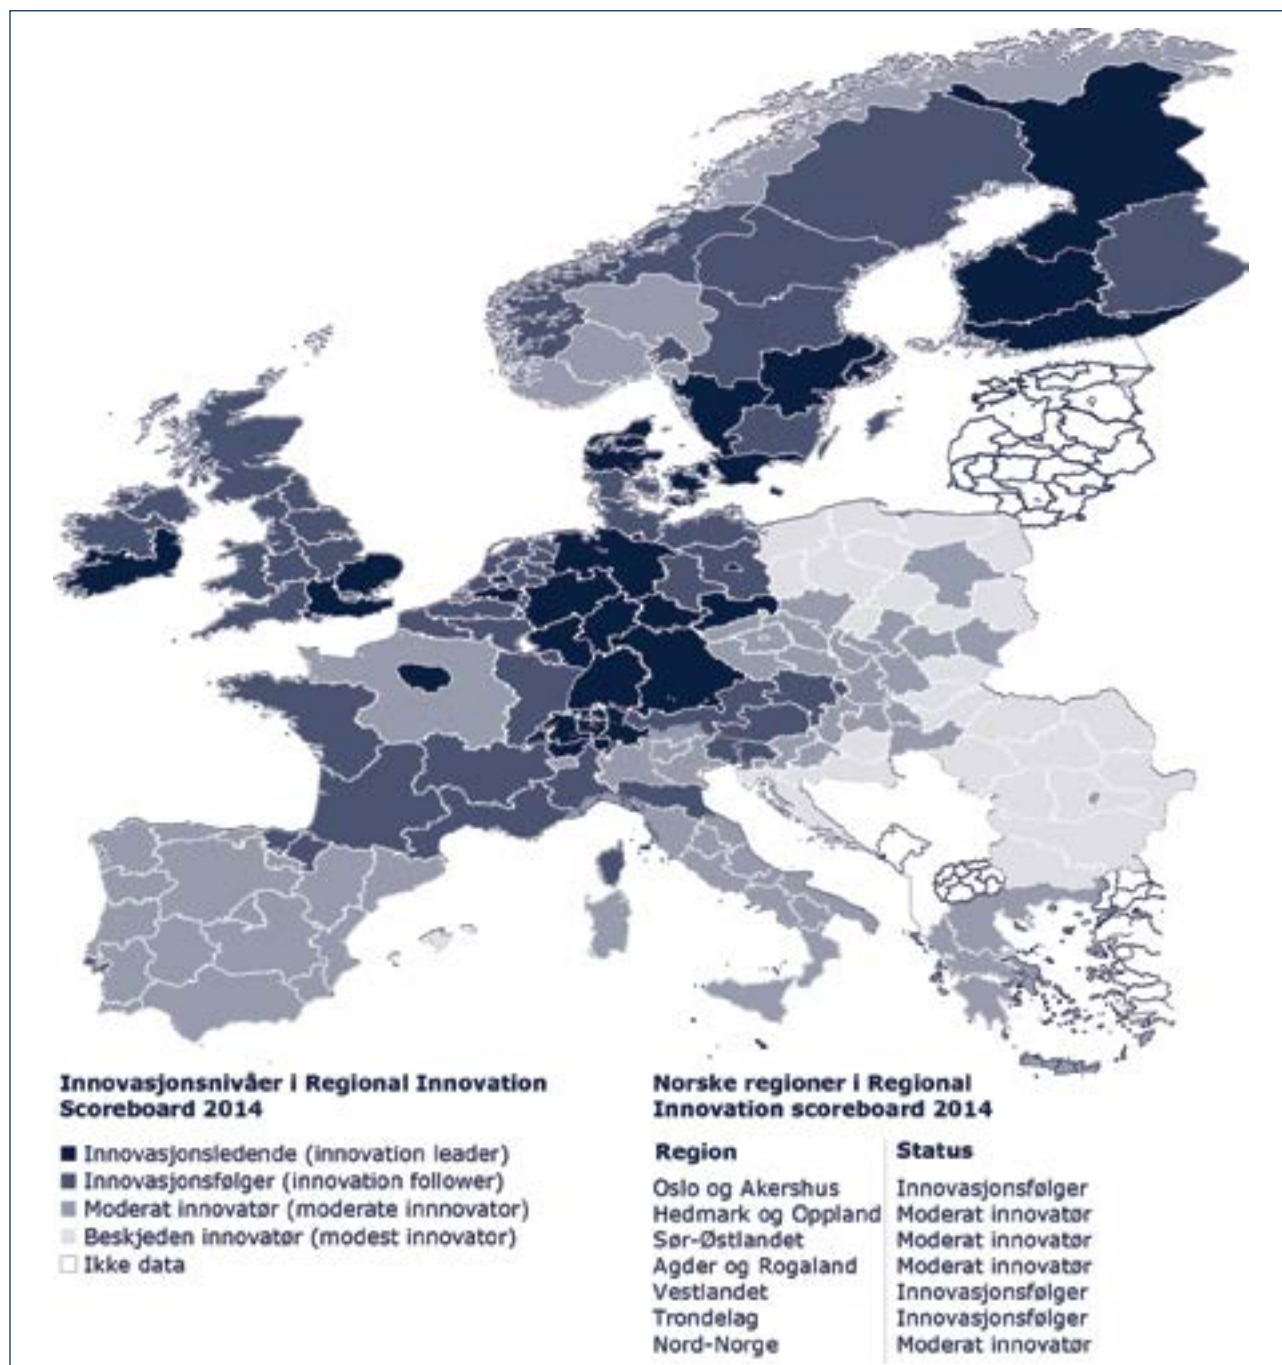 Innovasjonsnivåer i Regional Innovation
Scoreboard 2014
Innovasjonsledende (innovation leader)
Innovasjonsfølger (innovation follower)
Moderat innovatør (moderate innnovator)
Beskjeden innovatør (modest innovator)
Ikke data
Norske regioner i Regional
Innovation scoreboard 2014
Region Status
Oslo og Akershus Innovasjonsfølger
Hedmark og Oppland Moderat innovatør
Sør-Østlandet Moderat innovatør
Agder og Rogaland Moderat innovatør
Vestlandet Innovasjonsfølger
Trondelag Innovasjonsfølger
Nord-Norge Moderat innovatør